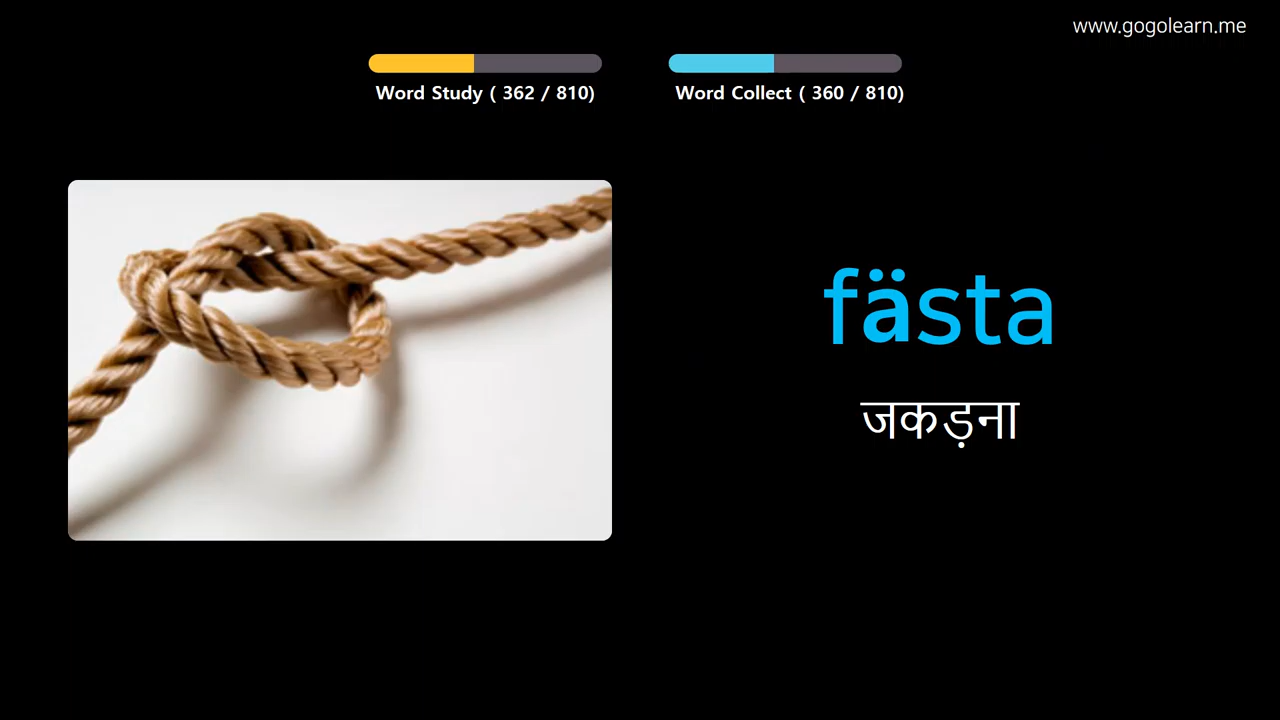 www.gogolearn.me
Word Study ( 362 / 810)
Word Collect ( 360 / 810)
fästa
जकड़ना